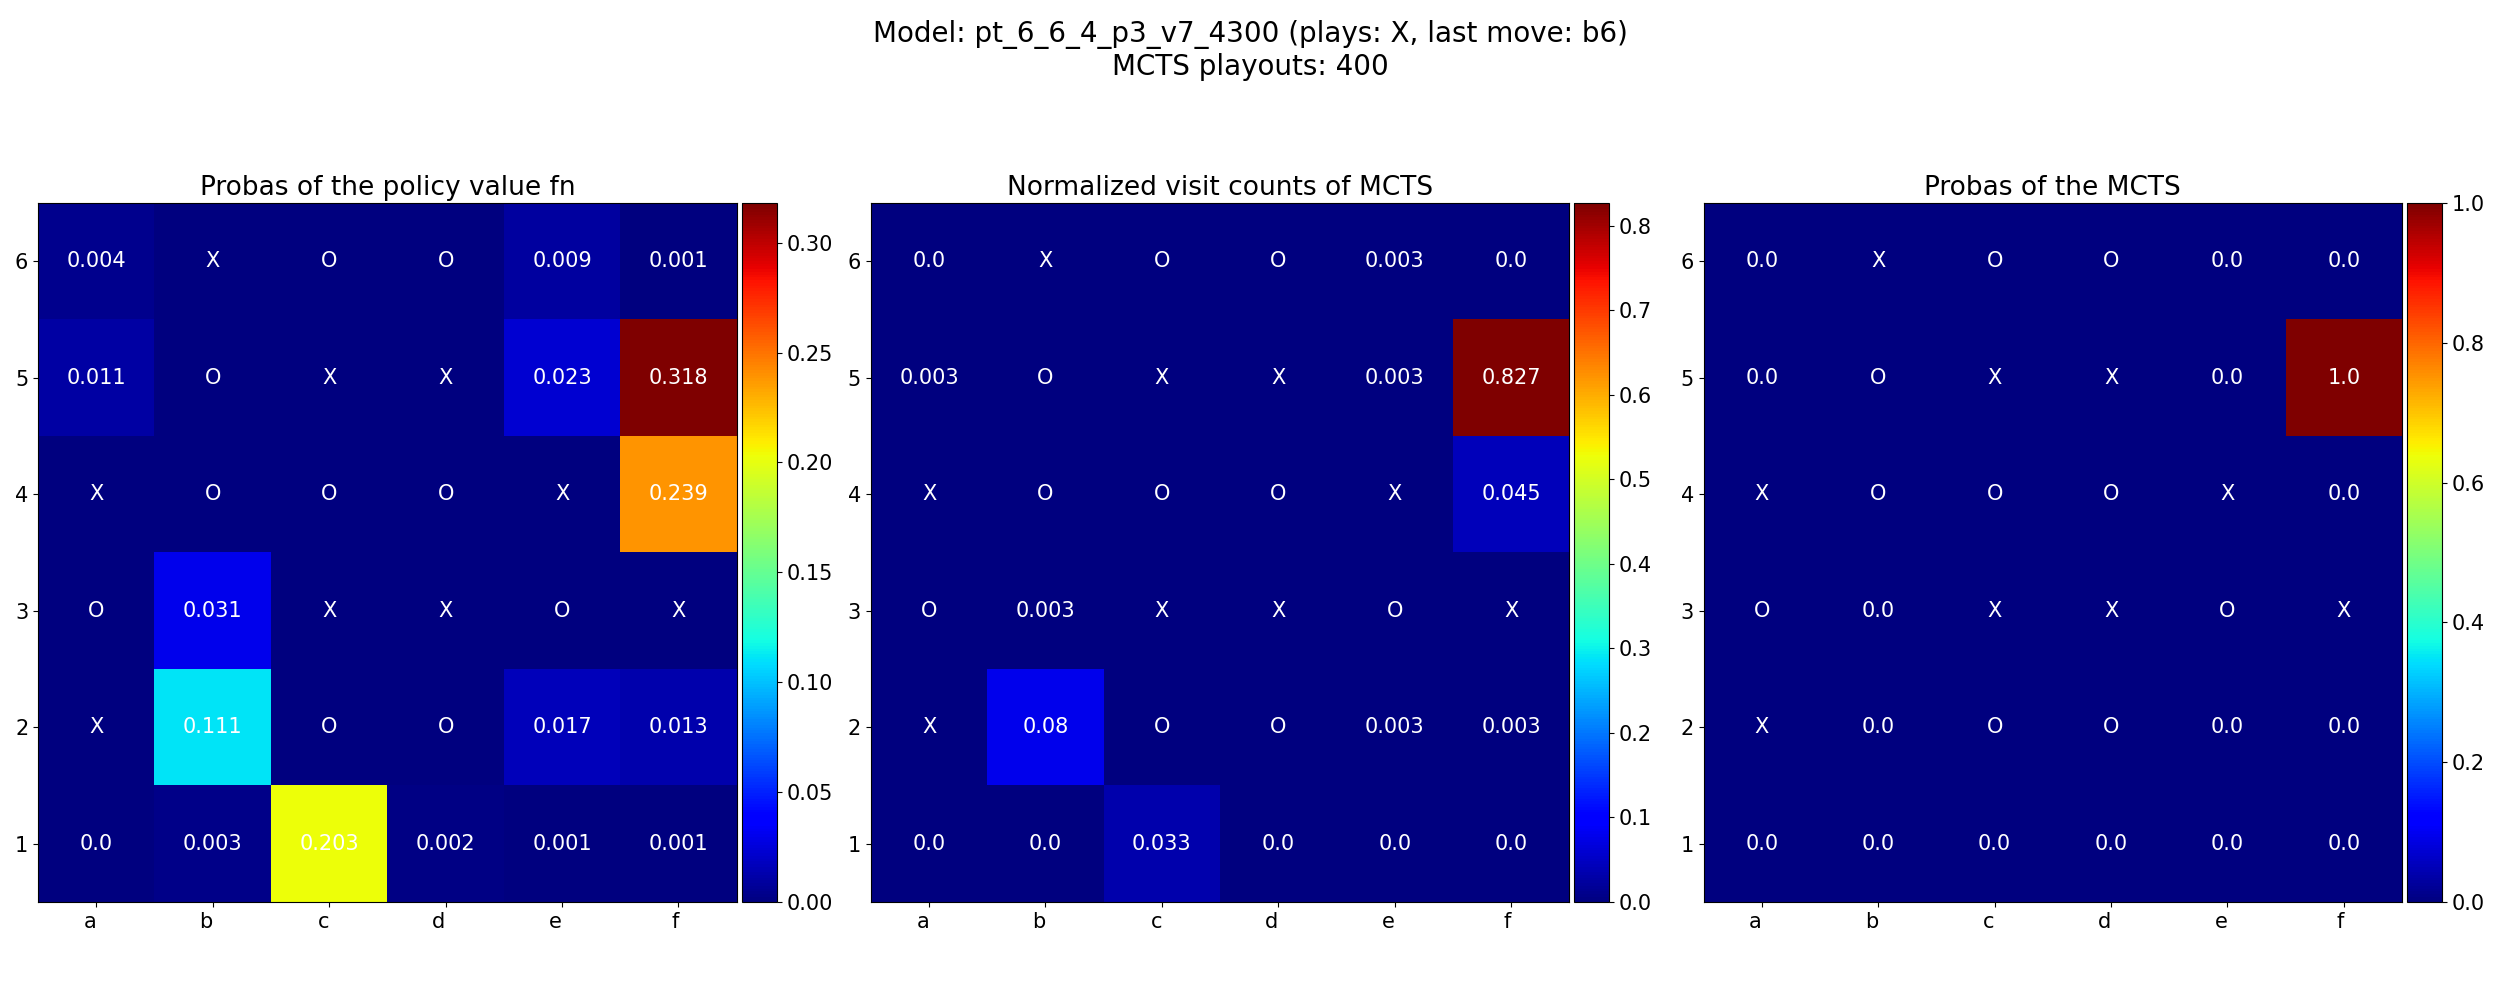 Model: pt_6_6_4_p3_v7_4300 (plays: X, last move: b6)
MCTS playouts: 400
Probas of the policy value fn
6 0.004 X O O 0.009 0.001
5 0.011 O X X 0.023 0.318
4 X O O O X 0.239
3 O 0.031 X X O X
2 X 0.111 O O 0.017 0.013
1 0.0 0.003 0.203 0.002 0.001 0.001
a b c d e f
0.30
0.25
0.20
0.15
0.10
0.05
0.00
Normalized visit counts of MCTS
6 0.0 X O O 0.003 0.0
5 0.003 O X X 0.003 0.827
4 X O O O X 0.045
3 O 0.003 X X O X
2 X 0.08 O O 0.003 0.003
1 0.0 0.0 0.033 0.0 0.0 0.0
a b c d e f
0.8
0.7
0.6
0.5
0.4
0.3
0.2
0.1
0.0
Probas of the MCTS
6 0.0 X O O 0.0 0.0
5 0.0 O X X 0.0 1.0
4 X O O O X 0.0
3 O 0.0 X X O X
2 X 0.0 O O 0.0 0.0
1 0.0 0.0 0.0 0.0 0.0 0.0
a b c d e f
1.0
0.8
0.6
0.4
0.2
0.0